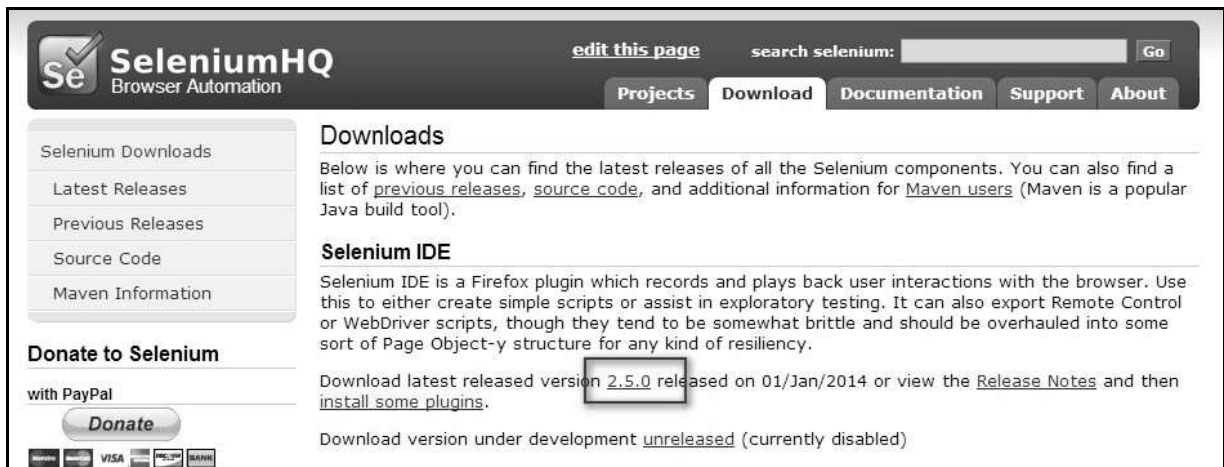 Se SeleniumHQ
Browser Automation
edit this page
search selenium:
Go
Projects
Download
Documentation
Support
About
Selenium Downloads
Latest Releases
Previous Releases
Source Code
Maven Information
Donate to Selenium
with PayPal
Donate
VISA
BANK
Downloads
Below is where you can find the latest releases of all the Selenium components. You can also find a
list of previous releases, source code, and additional information for Maven users (Maven is a popular
Java build tool).
Selenium IDE
Selenium IDE is a Firefox plugin which records and plays back user interactions with the browser. Use
this to either create simple scripts or assist in exploratory testing. It can also export Remote Control
or WebDriver scripts, though they tend to be somewhat brittle and should be overhauled into some
sort of Page Object-y structure for any kind of resiliency.
Download latest released version 2.5.0 released on 01/Jan/2014 or view the Release Notes and then
install some plugins.
Download version under development unreleased (currently disabled)